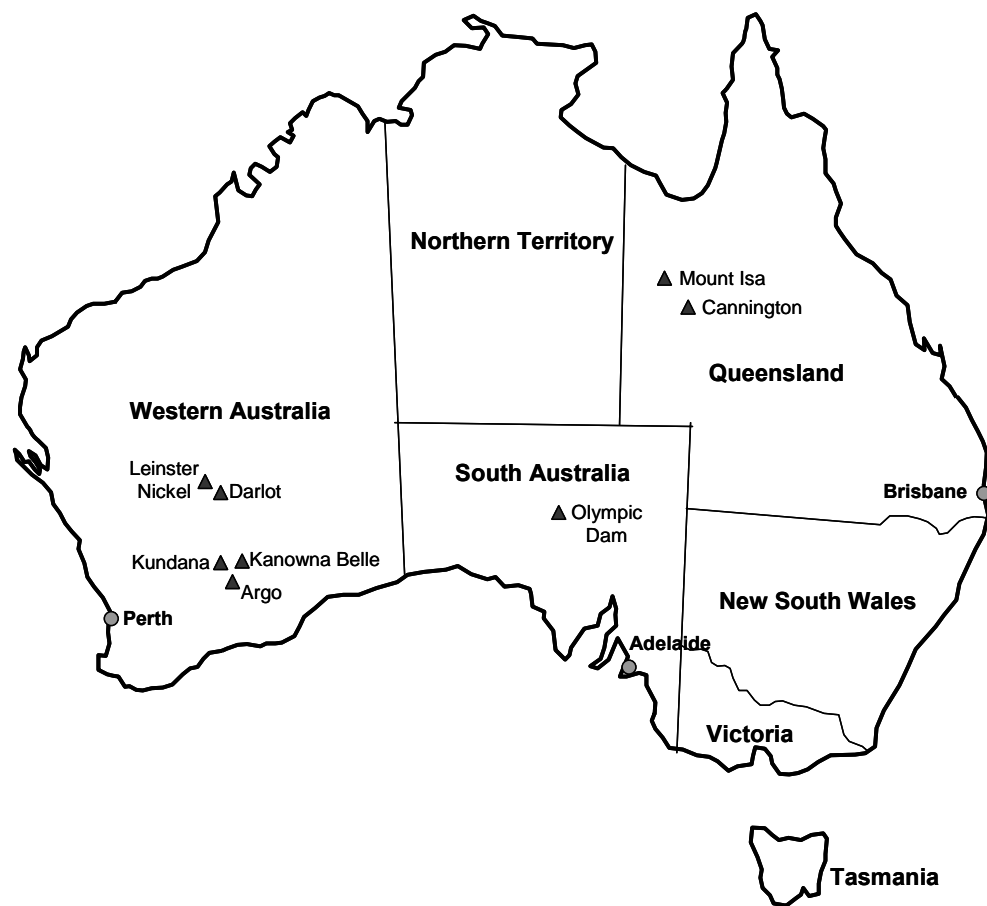 Northern Territory
Mount Isa
Cannington
Queensland
Western Australia
Leinster
Nickel
Darlot
South Australia
Olympic
Dam
Brisbane
Kundana
Kanowna Belle
Argo
Perth
New South Wales
Adelaide
Victoria
Tasmania